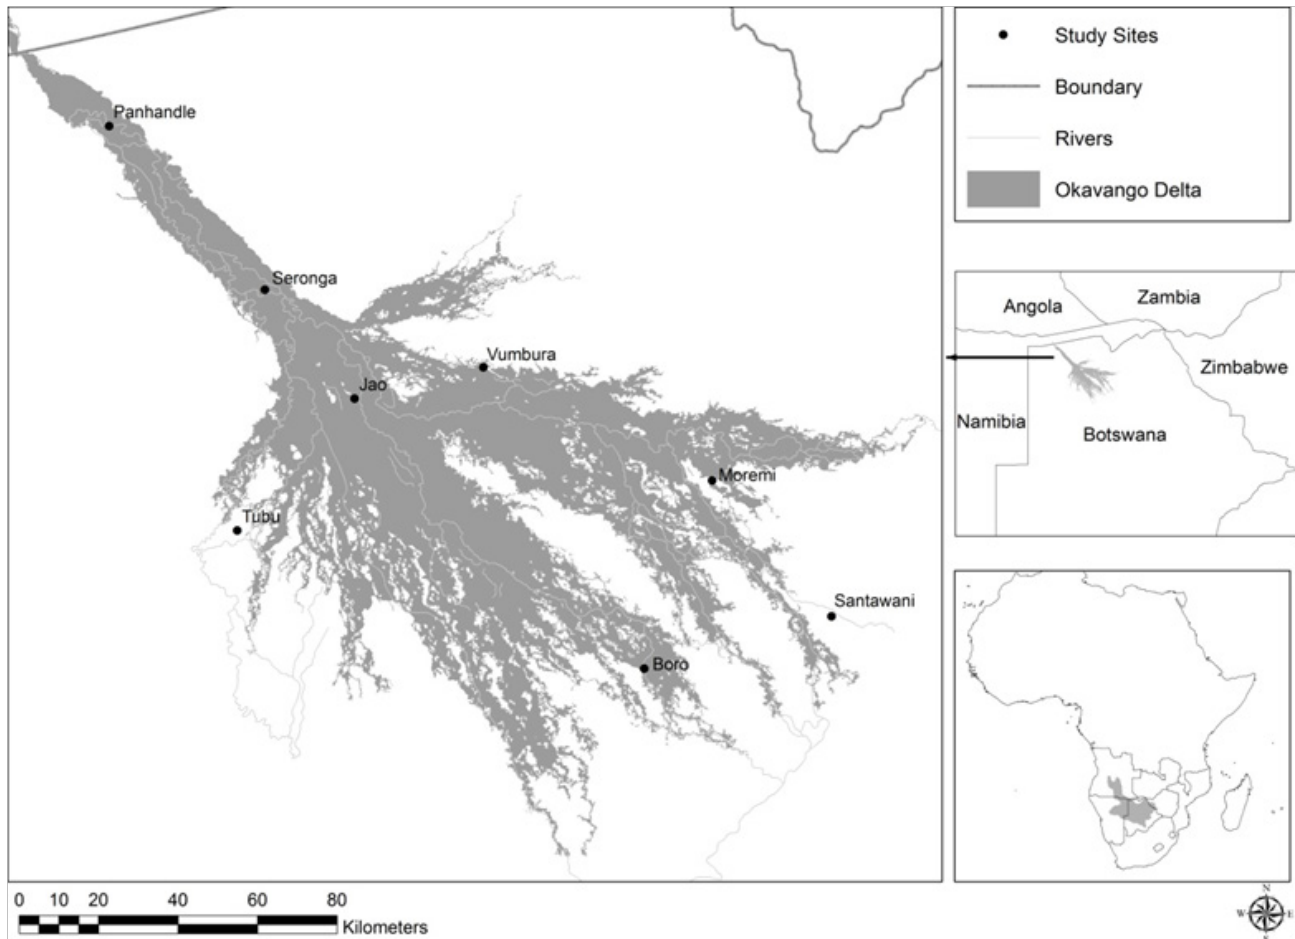 Panhandle
Seronga
Vumbura
Jao
Moremi
Tubu
Santawani
Boro
Study Sites
Boundary
Rivers
Okavango Delta
Angola
Zambia
Zimbabwe
Namibia
Botswana
0 10 20 40 60 80
Kilometers
N
W E